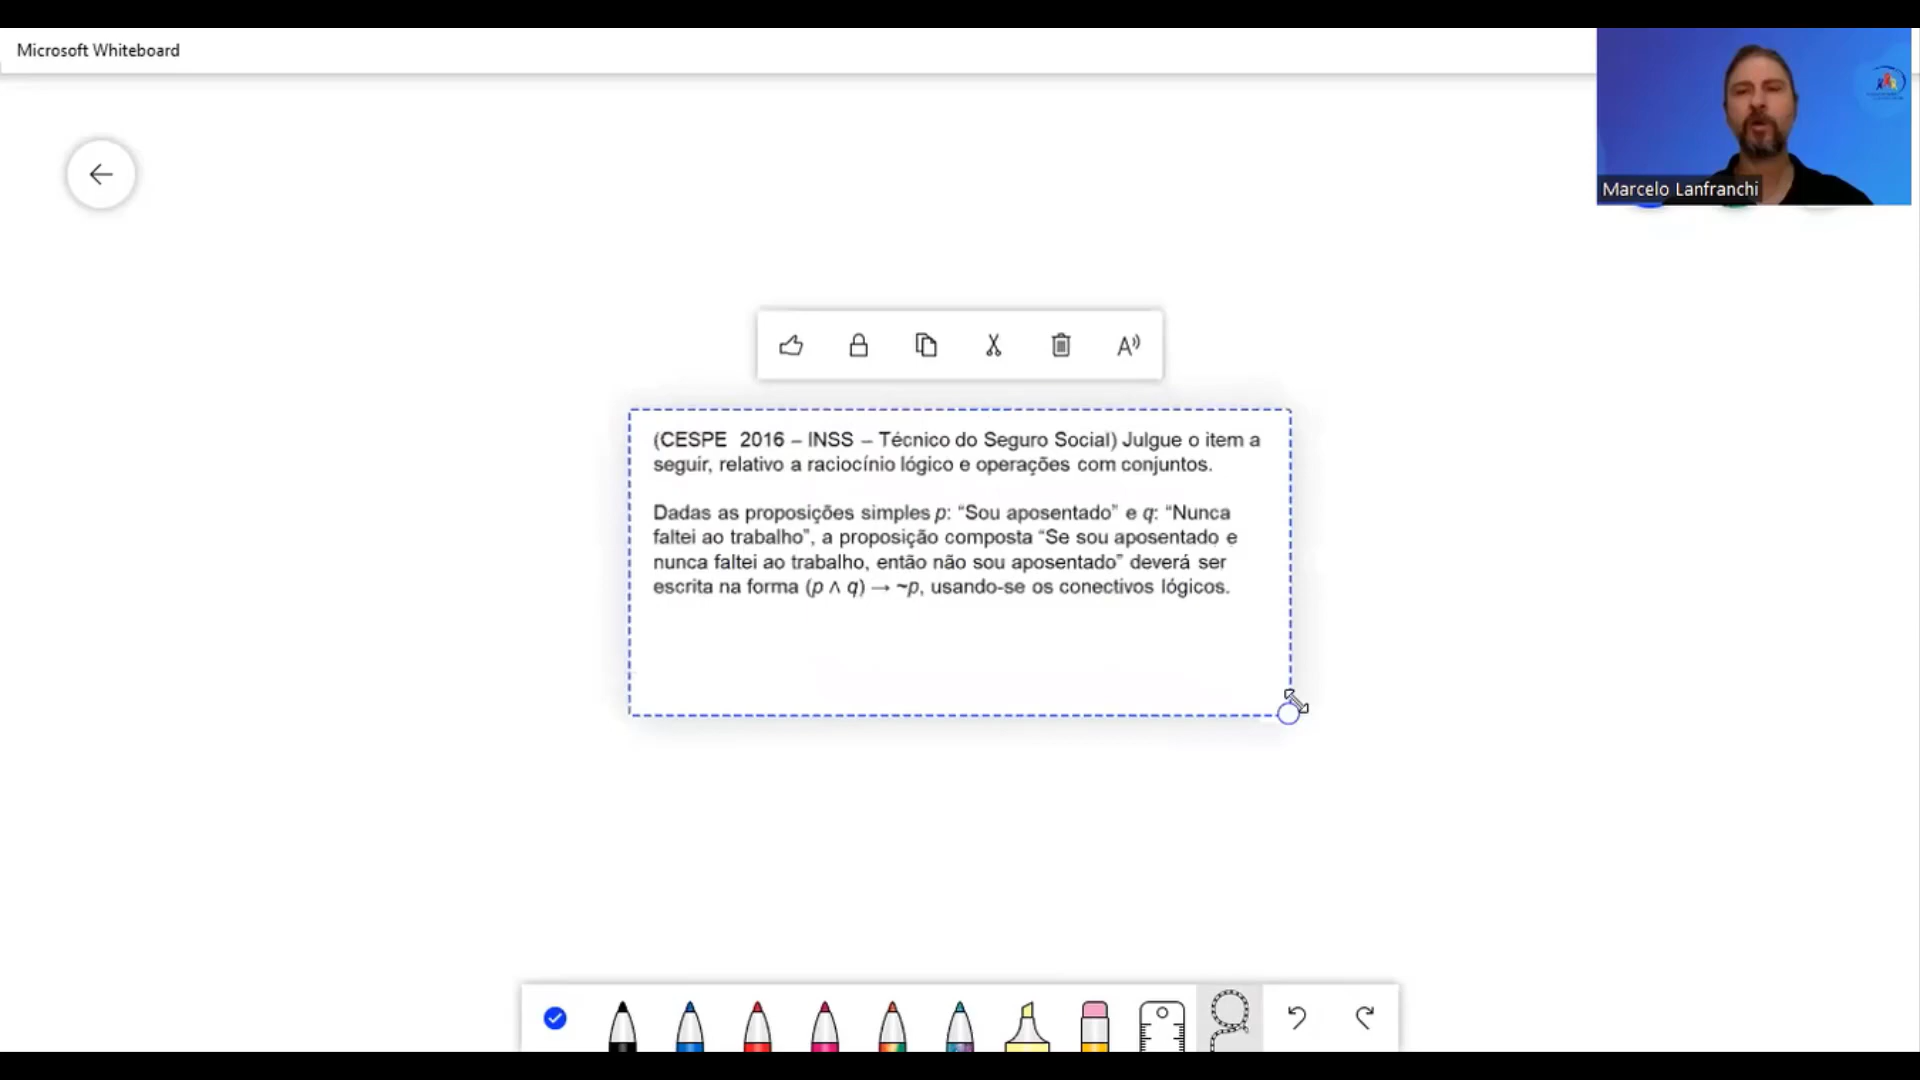 Microsoft Whiteboard
Marcelo Lanfranchi
(CESPE 2016 – INSS – Técnico do Seguro Social) Julgue o item a
seguir, relativo a raciocínio lógico e operações com conjuntos.
Dadas as proposições simples p: “Sou aposentado” e q: “Nunca
faltei ao trabalho”, a proposição composta “Se sou aposentado e
nunca faltei ao trabalho, então não sou aposentado” deverá ser
escrita na forma (p ∧ q) → ~p, usando-se os conectivos lógicos.